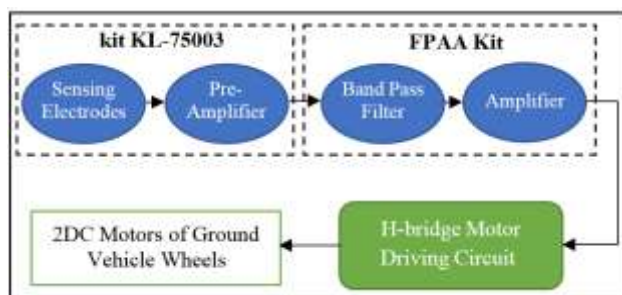 kit KL-75003
FPAA Kit
Sensing
Electrodes
Pre-
Amplifier
Band Pass
Filter
Amplifier
2DC Motors of Ground
Vehicle Wheels
H-bridge Motor
Driving Circuit